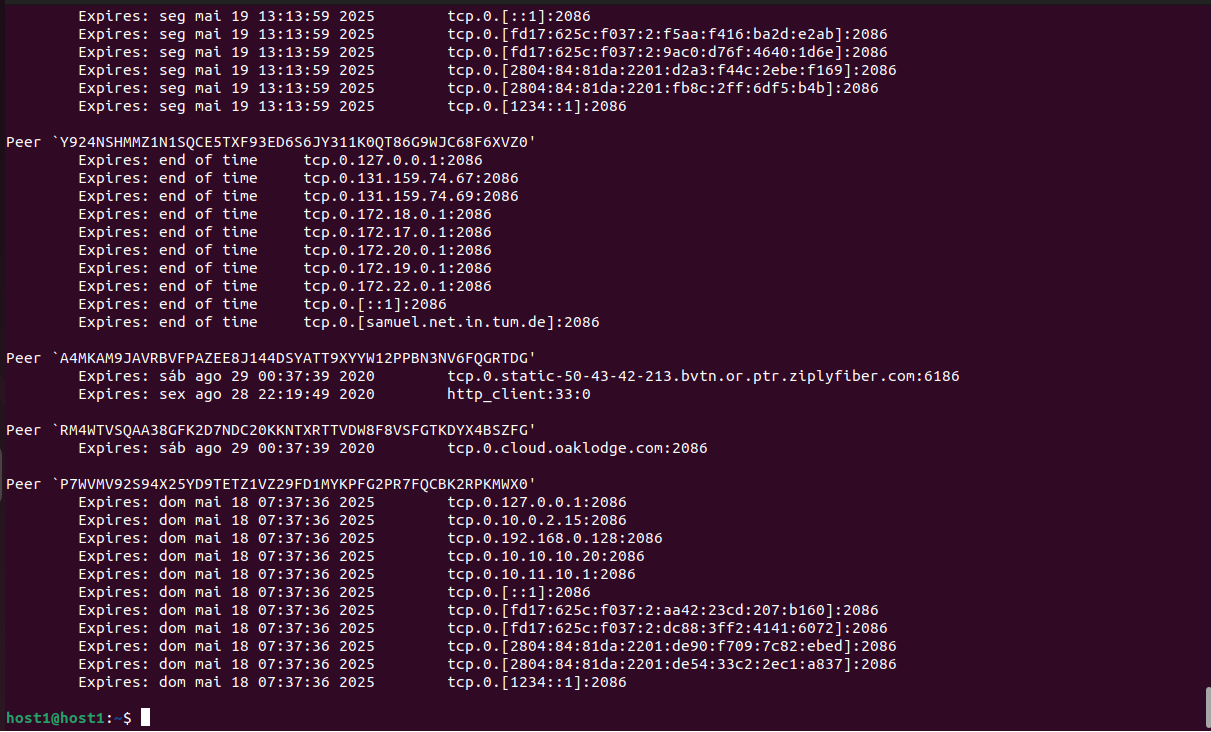 Expires: seg mai 19 13:13:59 2025 tcp.0.[::1]:2086
Expires: seg mai 19 13:13:59 2025 tcp.0.[fd17:625c:f037:2:f5aa:f416:ba2d:e2ab]:2086
Expires: seg mai 19 13:13:59 2025 tcp.0.[fd17:625c:f037:2:9ac0:d76f:4640:1d6e]:2086
Expires: seg mai 19 13:13:59 2025 tcp.0.[2804:84:81da:2201:d2a3:f44c:2ebe:f169]:2086
Expires: seg mai 19 13:13:59 2025 tcp.0.[2804:84:81da:2201:fb8c:2ff:6df5:b4b]:2086
Expires: seg mai 19 13:13:59 2025 tcp.0.[1234::1]:2086
Peer `Y924NSHMMZ1N1SQCE5TXF93ED6S6JY311K0QT86G9WJC68F6XVZ0'
Expires: end of time tcp.0.127.0.0.1:2086
Expires: end of time tcp.0.131.159.74.67:2086
Expires: end of time tcp.0.131.159.74.69:2086
Expires: end of time tcp.0.172.18.0.1:2086
Expires: end of time tcp.0.172.17.0.1:2086
Expires: end of time tcp.0.172.20.0.1:2086
Expires: end of time tcp.0.172.19.0.1:2086
Expires: end of time tcp.0.172.22.0.1:2086
Expires: end of time tcp.0.[::1]:2086
Expires: end of time tcp.0.[samuel.net.in.tum.de]:2086
Peer `A4MKAM9JAVRBVFPAZEE8J144DSYATT9XYYW12PPBN3NV6FQGRTDG'
Expires: sáb ago 29 00:37:39 2020 tcp.0.static-50-43-42-213.bvtn.or.ptr.ziplyfiber.com:6186
Expires: sex ago 28 22:19:49 2020 http_client:33:0
Peer `RM4WTVSQAA38GFK2D7NDC20KKNTXRTTVDW8F8VSFGTKDYX4BSZFG'
Expires: sáb ago 29 00:37:39 2020 tcp.0.cloud.oaklodge.com:2086
Peer `P7WVMV92S94X25YD9TETZ1VZ29FD1MYKPFG2PR7FQCBK2RPKMWX0'
Expires: dom mai 18 07:37:36 2025 tcp.0.127.0.0.1:2086
Expires: dom mai 18 07:37:36 2025 tcp.0.10.0.2.15:2086
Expires: dom mai 18 07:37:36 2025 tcp.0.192.168.0.128:2086
Expires: dom mai 18 07:37:36 2025 tcp.0.10.10.10.20:2086
Expires: dom mai 18 07:37:36 2025 tcp.0.10.11.10.1:2086
Expires: dom mai 18 07:37:36 2025 tcp.0.[::1]:2086
Expires: dom mai 18 07:37:36 2025 tcp.0.[fd17:625c:f037:2:aa42:23cd:207:b160]:2086
Expires: dom mai 18 07:37:36 2025 tcp.0.[fd17:625c:f037:2:dc88:3ff2:4141:6072]:2086
Expires: dom mai 18 07:37:36 2025 tcp.0.[2804:84:81da:2201:de90:f709:7c82:ebed]:2086
Expires: dom mai 18 07:37:36 2025 tcp.0.[2804:84:81da:2201:de54:33c2:2ec1:a837]:2086
Expires: dom mai 18 07:37:36 2025 tcp.0.[1234::1]:2086
host1@host1:~$